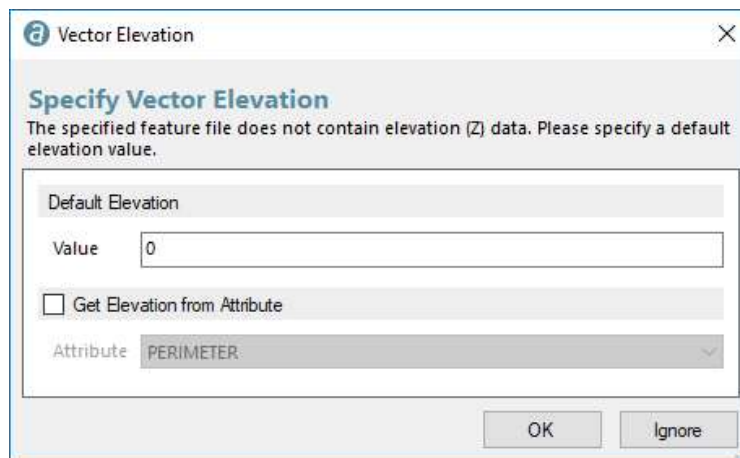 Vector Elevation
Specify Vector Elevation
The specified feature file does not contain elevation (Z) data. Please specify a default
elevation value.
Default Elevation
Value 0
Get Elevation from Attribute
Attribute PERIMETER
OK Ignore